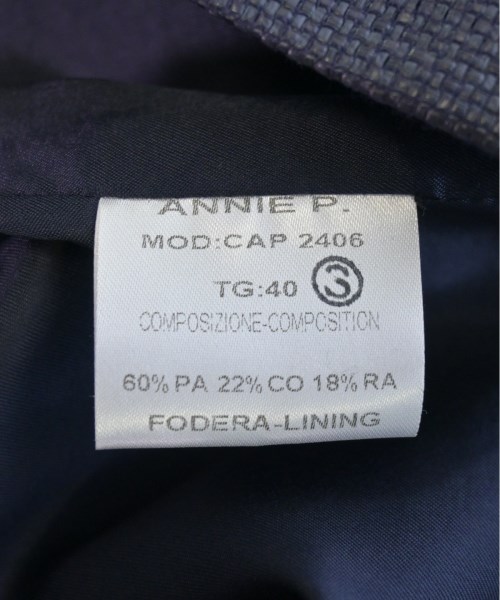 ANNIE P.
MOD:CAP 2406
TG:40 S
COMPOSIZIONE-COMPOSITION
60% PA 22% CO 18% RA
FODERA-LINING